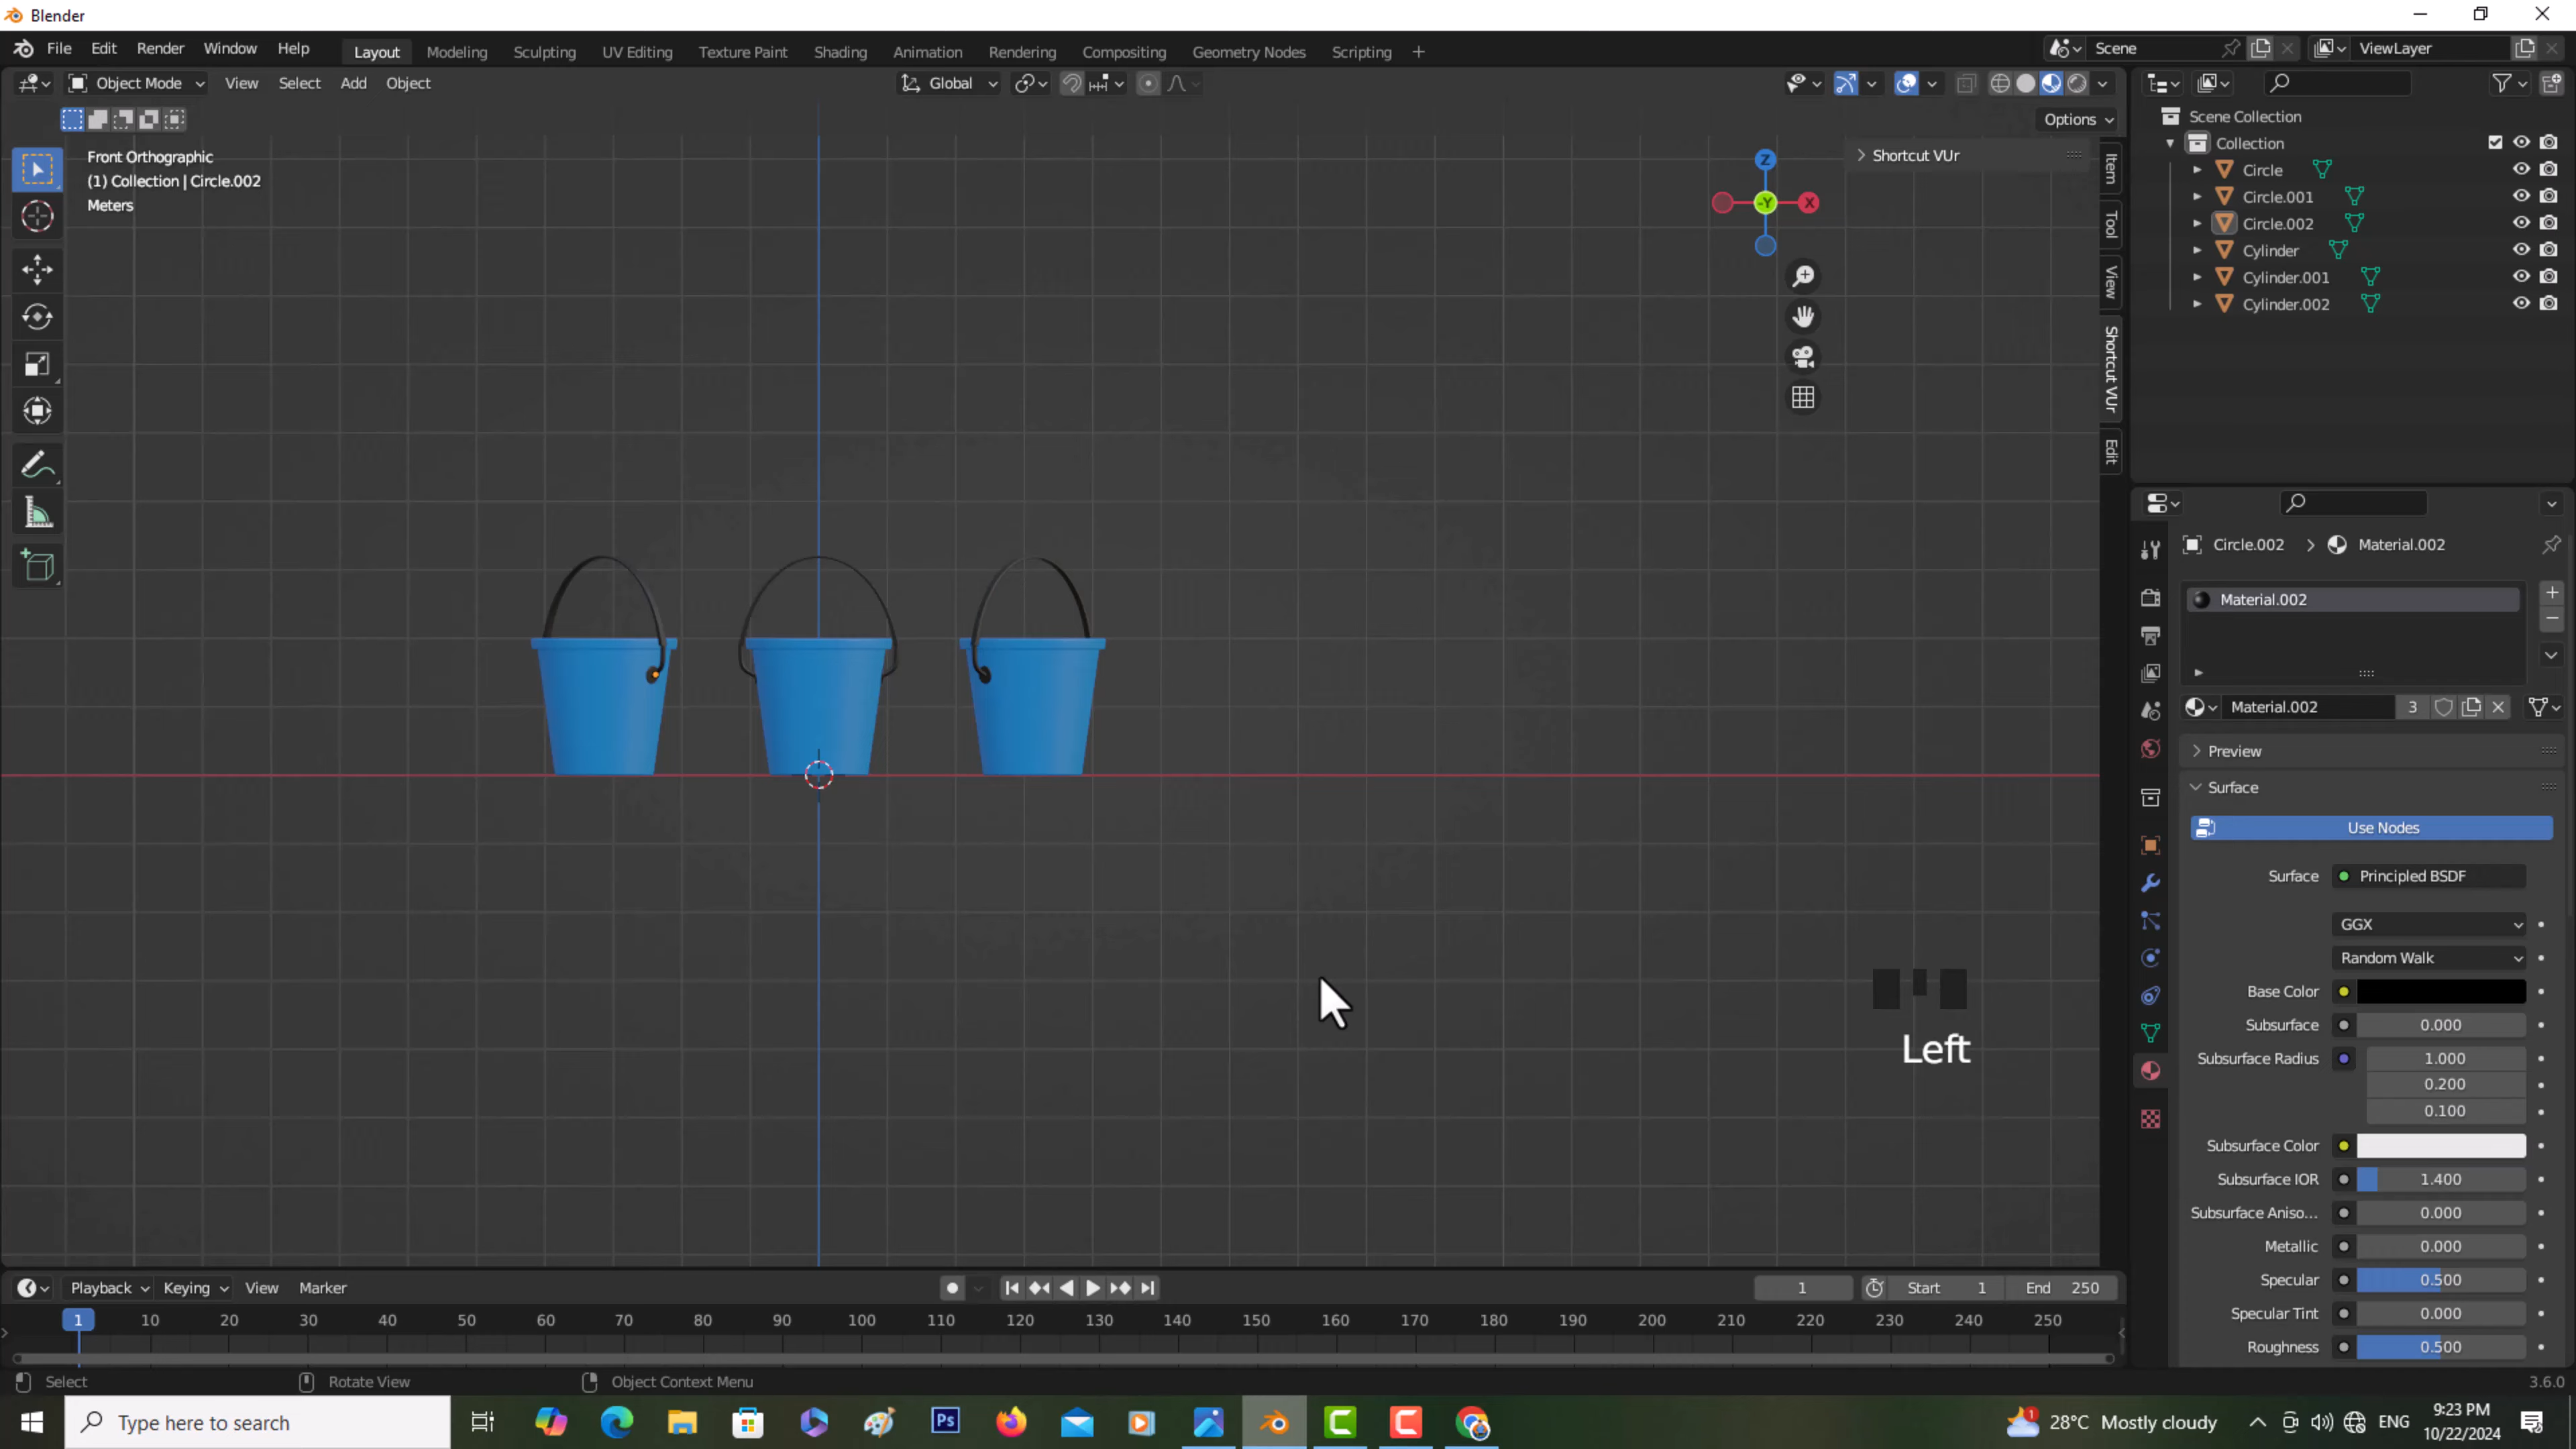 Blender
File Edit Render Window Help Layout Modeling Sculpting UV Editing Texture Paint Shading Animation Rendering Compositing Geometry Nodes Scripting + Scene ViewLayer
Object Mode View Select Add Object Global
Options
Front Orthographic
(1) Collection | Circle.002
Meters
Shortcut VUr
Z
-Y
X
Item
Tool
View
Shortcut VUr
Edit
Left
Scene Collection
Collection
Circle
Circle.001
Circle.002
Cylinder
Cylinder.001
Cylinder.002
Circle.002 > Material.002
Material.002
Material.002 3
Preview
Surface
Use Nodes
Surface Principled BSDF
GGX
Random Walk
Base Color
Subsurface 0.000
Subsurface Radius 1.000
0.200
0.100
Subsurface Color
Subsurface IOR 1.400
Subsurface Aniso... 0.000
Metallic 0.000
Specular 0.500
Specular Tint 0.000
Roughness 0.500
Playback Keying View Marker 1 Start 1 End 250
1 10 20 30 40 50 60 70 80 90 100 110 120 130 140 150 160 170 180 190 200 210 220 230 240 250
Select Rotate View Object Context Menu 3.6.0
Type here to search Ps 1 28°C Mostly cloudy ENG 9:23 PM
10/22/2024